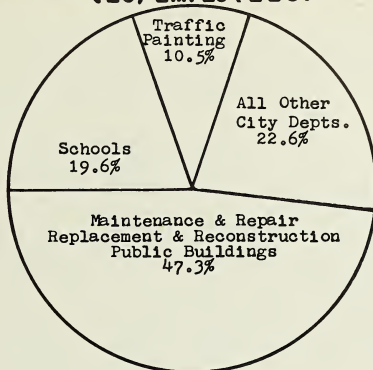 Traffic
Painting
10.5%
All Other
City Depts.
22.6%
Schools
19.6%
Maintenance & Repair
Replacement & Reconstruction
Public Buildings
47.3%